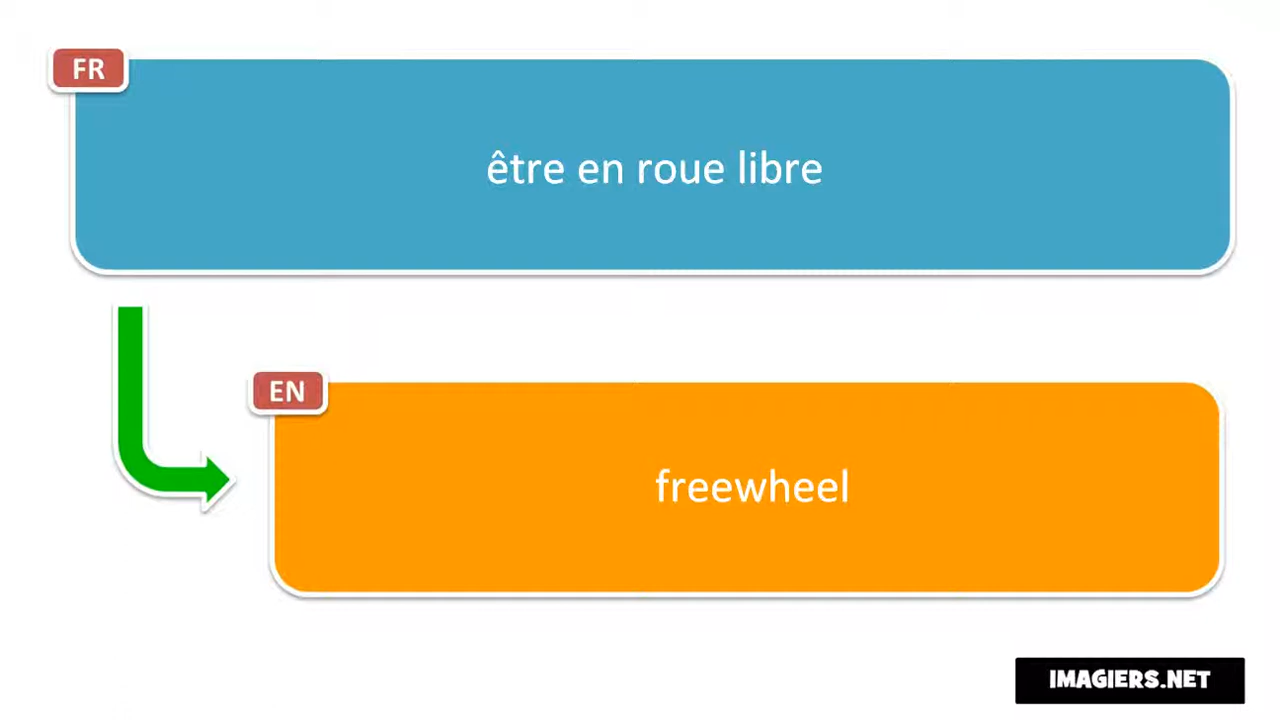 FR
être en roue libre
EN
freewheel
IMAGIERS.NET